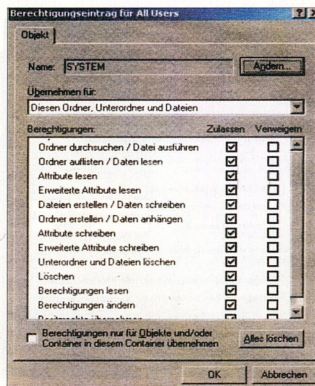 Berechtigungseintrag für All Users
Objekt
Name: SYSTEM Ändern...
Übernehmen für:
Diesen Ordner, Unterordner und Dateien
Berechtigungen: Zulassen Verweigern
Ordner durchsuchen / Datei ausführen
Ordner auflisten / Daten lesen
Attribute lesen
Erweiterte Attribute lesen
Dateien erstellen / Daten schreiben
Ordner erstellen / Daten anhängen
Attribute schreiben
Erweiterte Attribute schreiben
Unterordner und Dateien löschen
Löschen
Berechtigungen lesen
Berechtigungen ändern
Besitzrechte übernehmen
Berechtigungen nur für Objekte und/oder
Container in diesem Container übernehmen
Alles löschen
OK Abbrechen